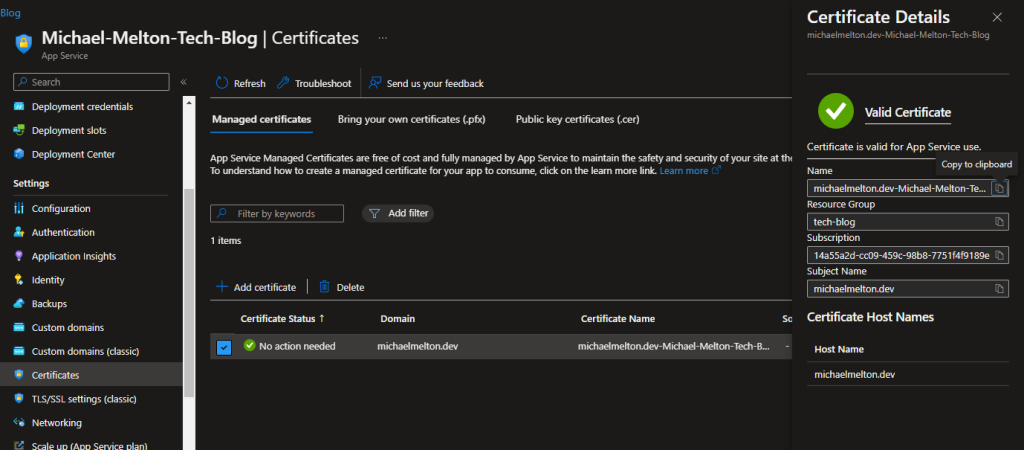 Blog
Michael-Melton-Tech-Blog | Certificates ...
App Service
Search
Deployment credentials
Deployment slots
Deployment Center
Settings
Configuration
Authentication
Application Insights
Identity
Backups
Custom domains
Custom domains (classic)
Certificates
TLS/SSL settings (classic)
Networking
Scale up (App Service plan)
Refresh
Troubleshoot
Send us your feedback
Managed certificates
Bring your own certificates (.pfx)
Public key certificates (.cer)
App Service Managed Certificates are free of cost and fully managed by App Service to maintain the safety and security of your site at the
To understand how to create a managed certificate for your app to consume, click on the learn more link. Learn more
Filter by keywords
Add filter
1 items
Add certificate
Delete
Certificate Status ↑ Domain Certificate Name So
No action needed michaelmelton.dev michaelmelton.dev-Michael-Melton-Tech-B... -
Certificate Details
michaelmelton.dev-Michael-Melton-Tech-Blog
Valid Certificate
Certificate is valid for App Service use.
Copy to clipboard
Name
michaelmelton.dev-Michael-Melton-Te...
Resource Group
tech-blog
Subscription
14a55a2d-cc09-459c-98b8-7751f4f9189e
Subject Name
michaelmelton.dev
Certificate Host Names
Host Name
michaelmelton.dev